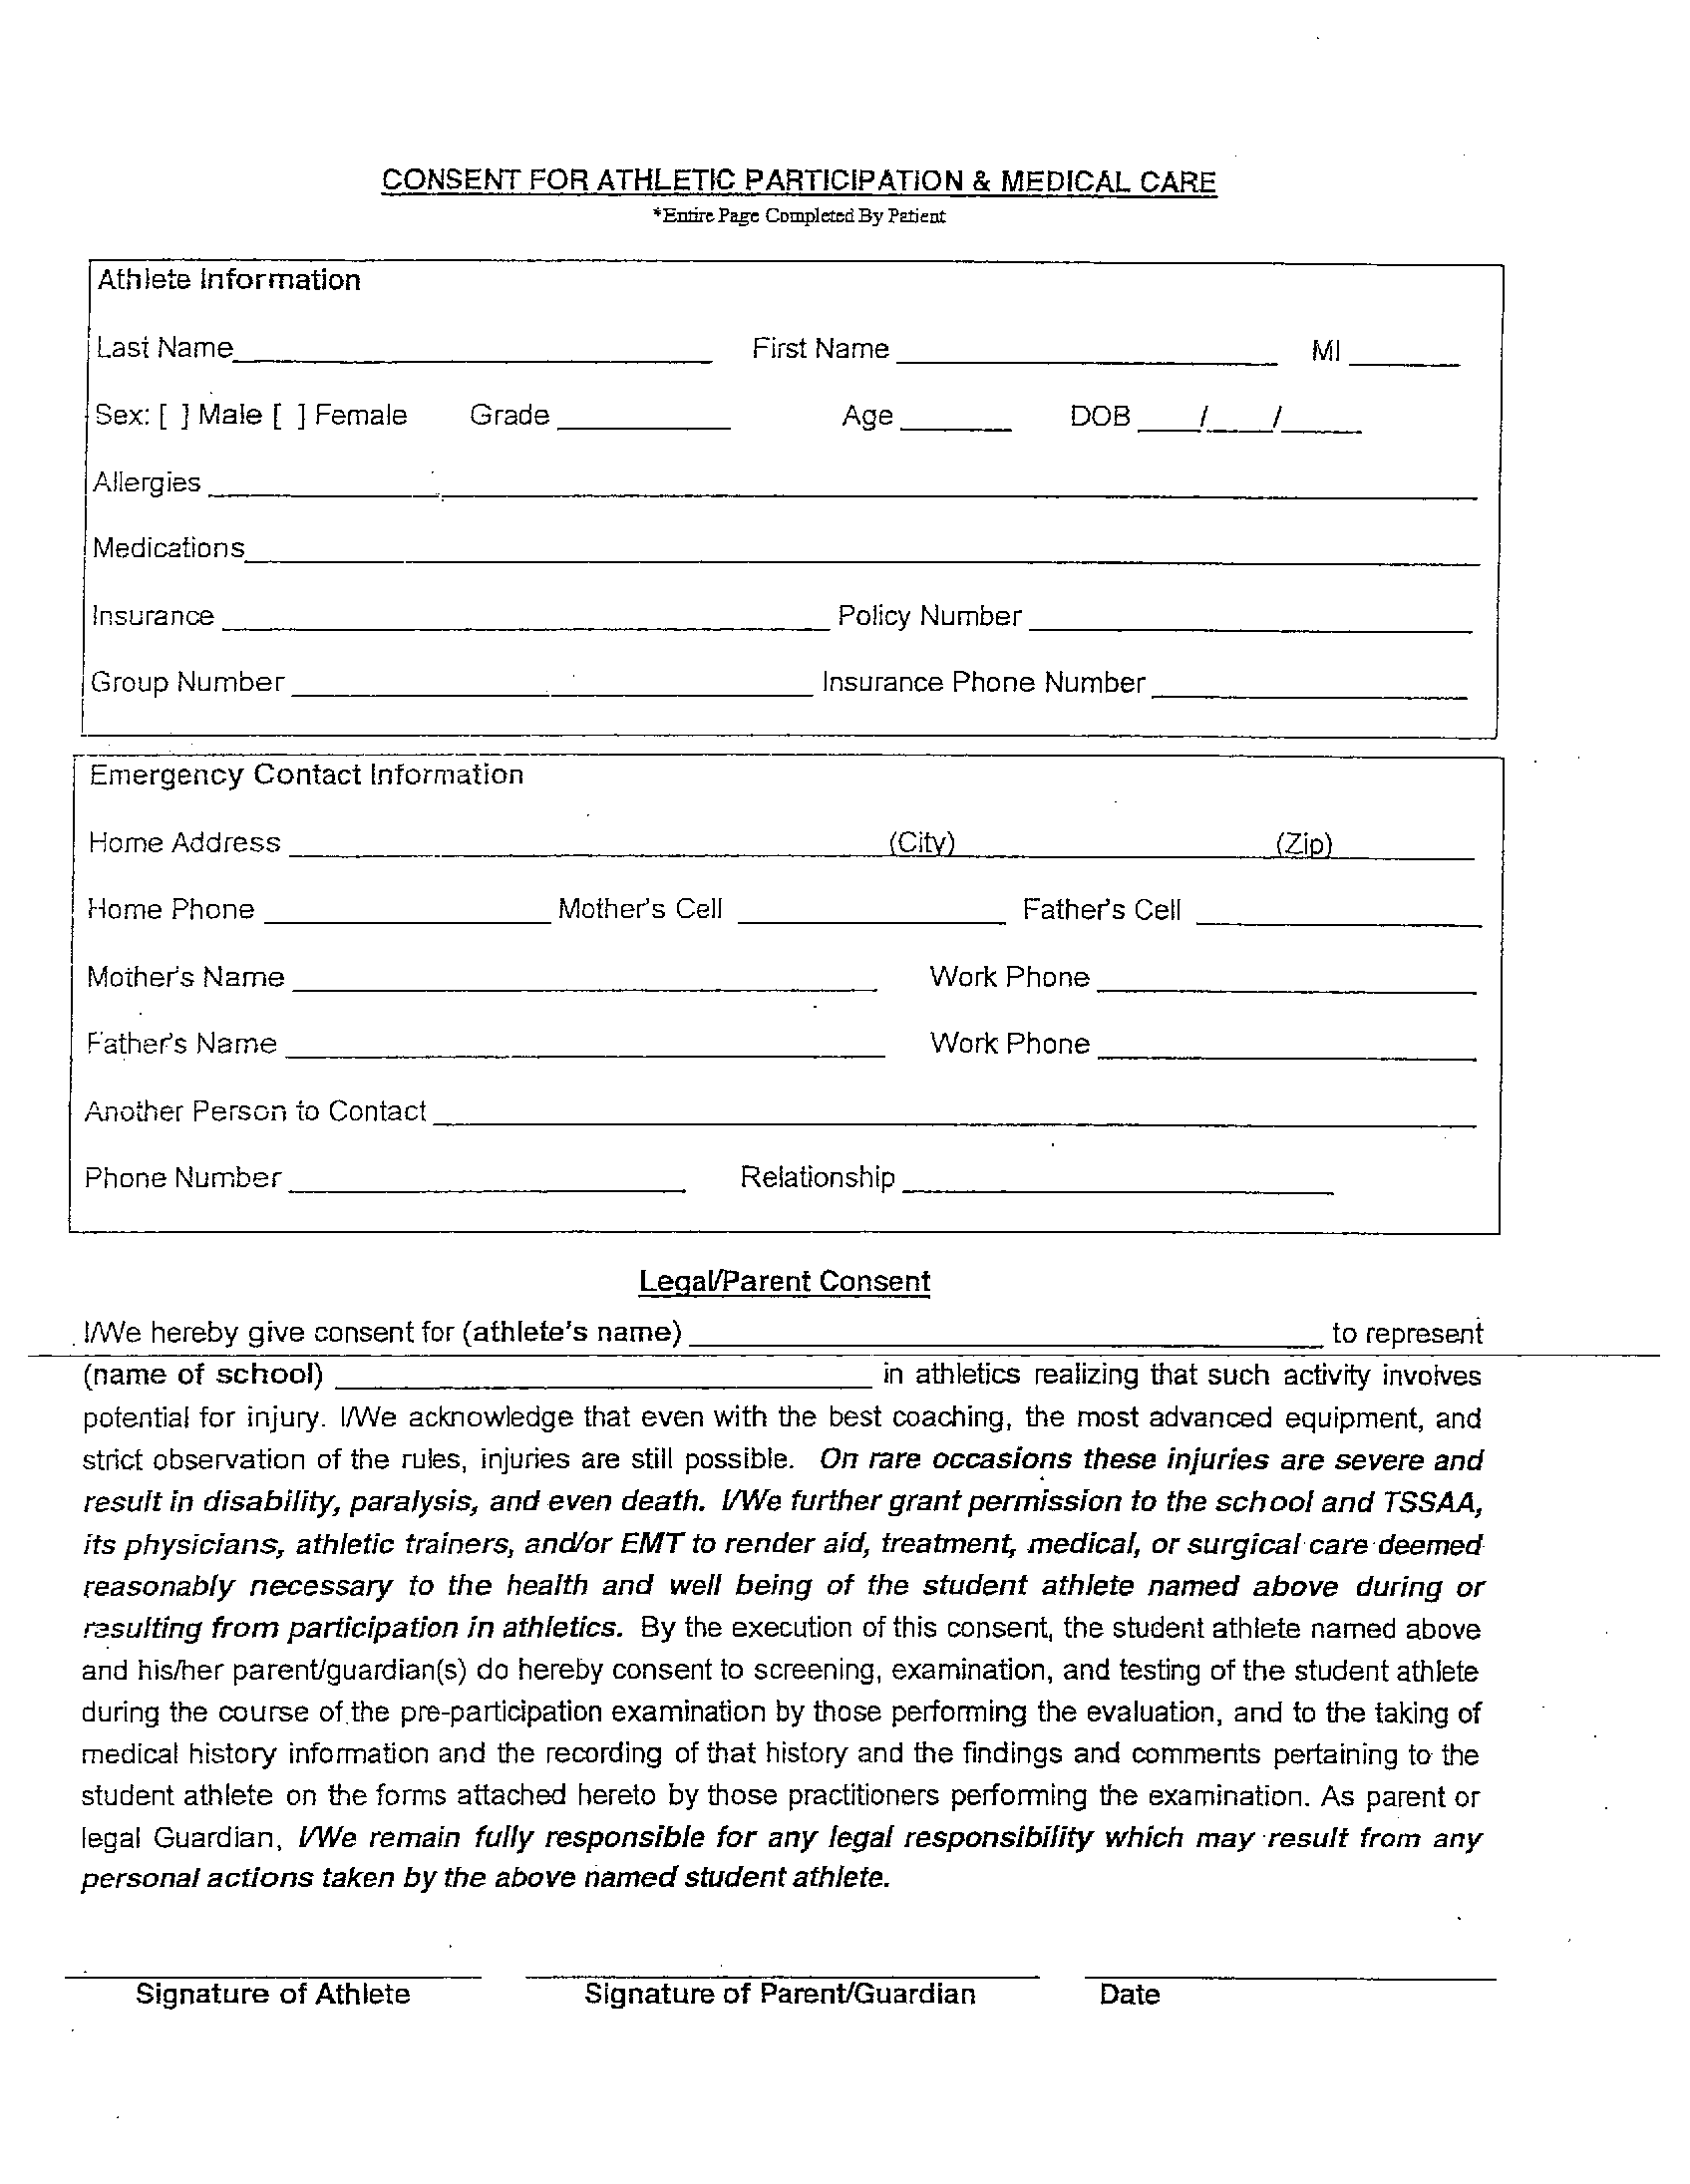 CONSENT FOR ATHLETIC PARTICIPATION & MEDICAL CARE
*Entire Page Completed By Patient
Athlete Information
Last Name First Name MI
Sex: [ ] Male [ ] Female Grade Age DOB / /
Allergies
Medications
Insurance Policy Number
Group Number Insurance Phone Number
Emergency Contact Information
Home Address (City) (Zip)
Home Phone Mother's Cell Father's Cell
Mother's Name Work Phone
Father's Name Work Phone
Another Person to Contact
Phone Number Relationship
Legal/Parent Consent
I/We hereby give consent for (athlete's name) to represent
(name of school) in athletics realizing that such activity involves
potential for injury. I/We acknowledge that even with the best coaching, the most advanced equipment, and
strict observation of the rules, injuries are still possible. On rare occasions these injuries are severe and
result in disability, paralysis, and even death. I/We further grant permission to the school and TSSAA,
its physicians, athletic trainers, and/or EMT to render aid, treatment, medical, or surgical care deemed
reasonably necessary to the health and well being of the student athlete named above during or
resulting from participation in athletics. By the execution of this consent, the student athlete named above
and his/her parent/guardian(s) do hereby consent to screening, examination, and testing of the student athlete
during the course of the pre-participation examination by those performing the evaluation, and to the taking of
medical history information and the recording of that history and the findings and comments pertaining to the
student athlete on the forms attached hereto by those practitioners performing the examination. As parent or
legal Guardian, I/We remain fully responsible for any legal responsibility which may result from any
personal actions taken by the above named student athlete.
Signature of Athlete Signature of Parent/Guardian Date